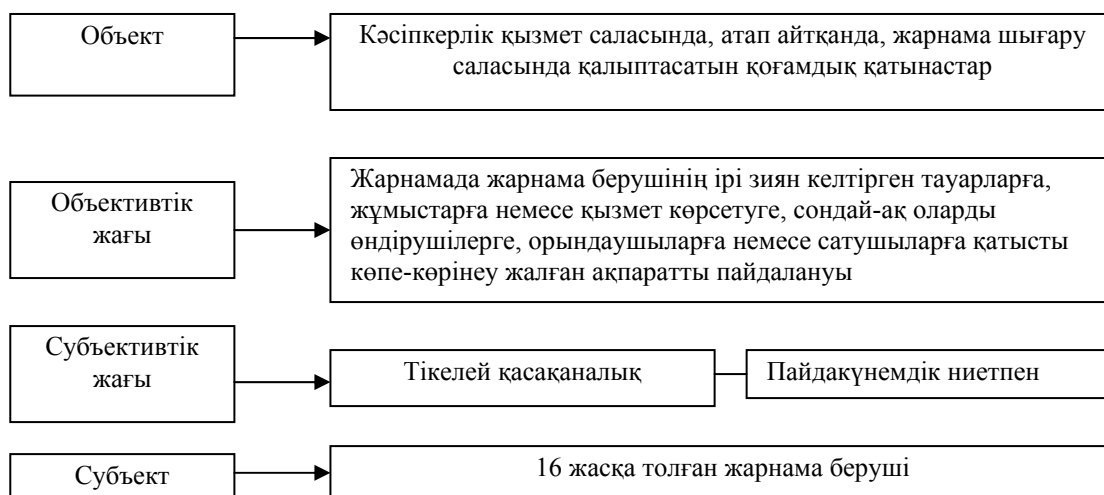 Объект
Кәсіпкерлік қызмет саласында, атап айтқанда, жарнама шығару
саласында қалыптасатын қоғамдық қатынастар
Объективтік
жағы
Жарнамада жарнама берушінің ірі зиян келтірген тауарларға,
жұмыстарға немесе қызмет көрсетуге, сондай-ақ оларды
өндірушілерге, орындаушыларға немесе сатушыларға қатысты
көпе-көрінеу жалған ақпаратты пайдалануы
Субъективтік
жағы
Тікелей қасақаналық
Пайдакүнемдік ниетпен
Субъект
16 жасқа толған жарнама беруші